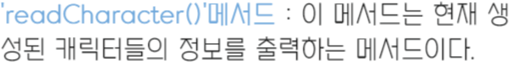 'readCharacter()'메서드 : 이 메서드는 현재 생
성된 캐릭터들의 정보를 출력하는 메서드이다.